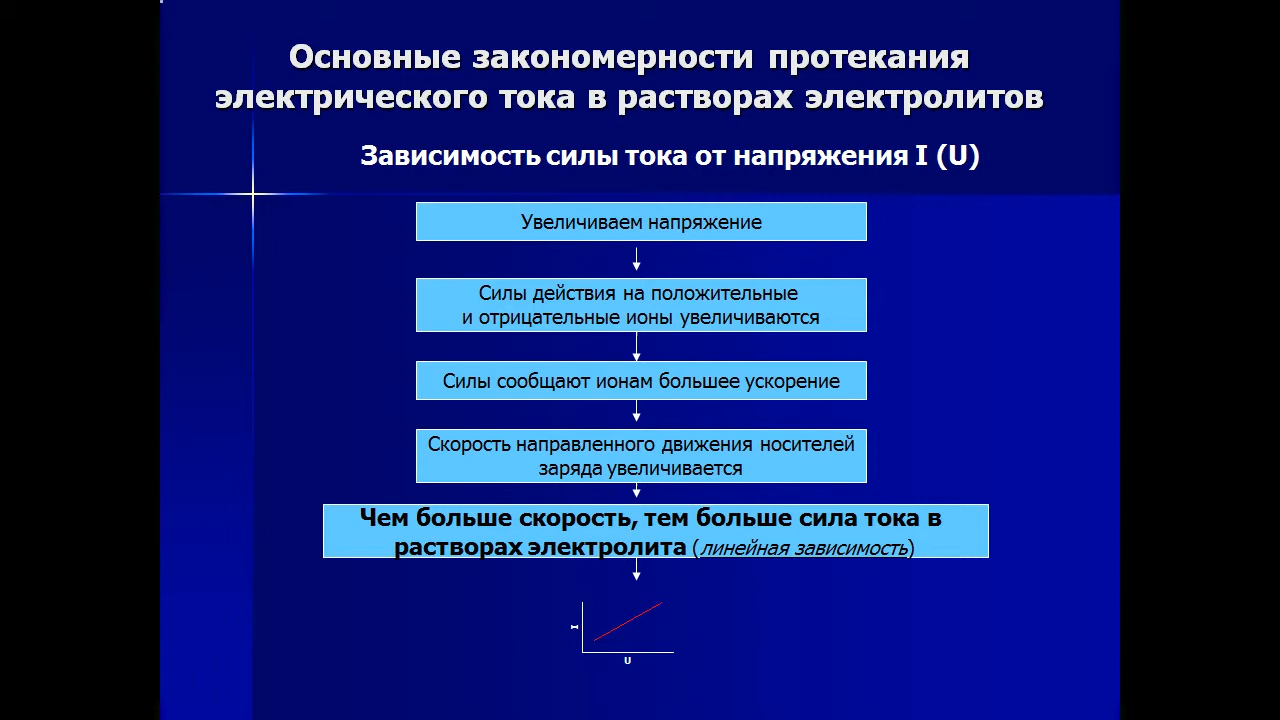 Основные закономерности протекания
электрического тока в растворах электролитов
Зависимость силы тока от напряжения I (U)
Увеличиваем напряжение
Силы действия на положительные
и отрицательные ионы увеличиваются
Силы сообщают ионам большее ускорение
Скорость направленного движения носителей
заряда увеличивается
Чем больше скорость, тем больше сила тока в
растворах электролита (линейная зависимость)
I
U